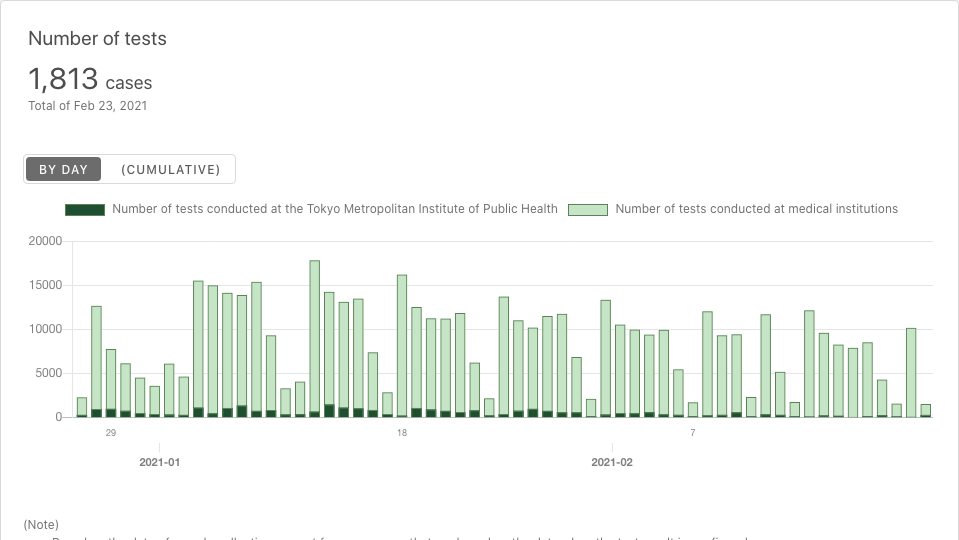 Number of tests
1,813 cases
Total of Feb 23, 2021
BY DAY (CUMULATIVE)
Number of tests conducted at the Tokyo Metropolitan Institute of Public Health Number of tests conducted at medical institutions
20000
15000
10000
5000
0
29 18 7
2021-01 2021-02
(Note)